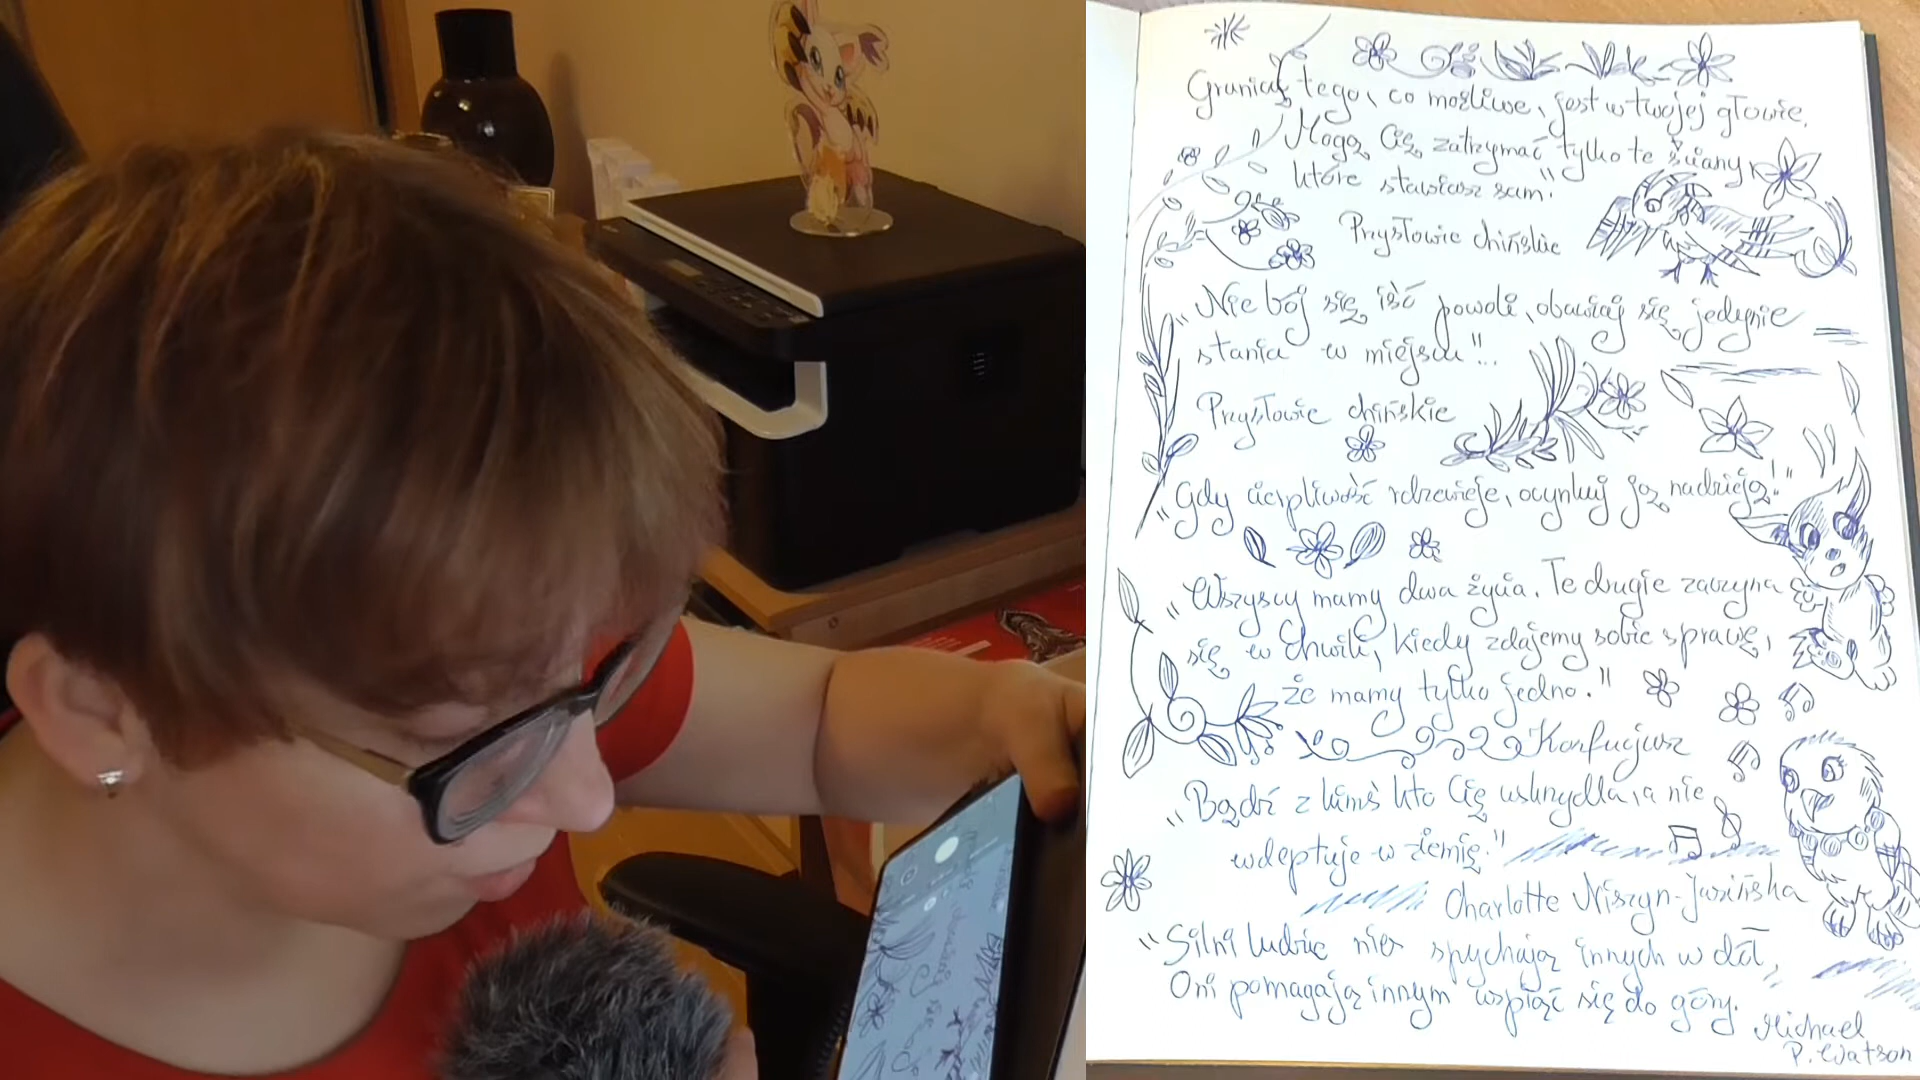 Granicą tego, co możliwe, jest w twojej głowie.
Mogą Cię zatrzymać tylko te ściany,
które stawiasz sam."
Przysłowie chińskie
"Nie bój się iść powoli, obawiaj się jedynie
stania w miejscu"...
Przysłowie chińskie
"Gdy cierpliwość rdzewieje, ocynkuj ją nadzieją!"
"Wszyscy mamy dwa życia. Te drugie zaczyna
się w chwili, kiedy zdajemy sobie sprawę,
że mamy tylko jedno."
Konfucjusz
"Bądź z kimś kto Cię uskrzydla, a nie
wdeptuje w ziemię."
Charlotte Niszyn-Jasińska
"Silni ludzie nie spychają innych w dół,
Oni pomagają innym wspiąć się do góry.
Michael
P. Watson